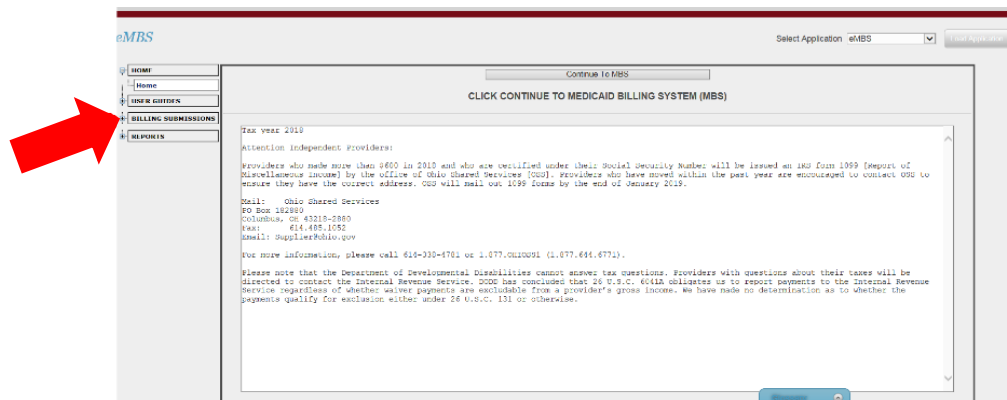 eMBS
Select Application eMBS
Load Application
HOME
Home
USER GUIDES
BILLING SUBMISSIONS
REPORTS
Continue To MBS
CLICK CONTINUE TO MEDICAID BILLING SYSTEM (MBS)
Tax year 2018
Attention Independent Providers:
Providers who made more than $600 in 2018 and who are certified under their Social Security Number will be issued an IRS form 1099 [Report of
Miscellaneous Income] by the office of Ohio Shared Services [OSS]. Providers who have moved within the past year are encouraged to contact OSS to
ensure they have the correct address. OSS will mail out 1099 forms by the end of January 2019.
Mail: Ohio Shared Services
PO Box 182880
Columbus, OH 43218-2880
Fax: 614.485.1052
Email: Supplier@ohio.gov
For more information, please call 614-338-4781 or 1.877.OHIOSS1 (1.877.644.6771).
Please note that the Department of Developmental Disabilities cannot answer tax questions. Providers with questions about their taxes will be
directed to contact the Internal Revenue Service. DODD has concluded that 26 U.S.C. 6041A obligates us to report payments to the Internal Revenue
Service regardless of whether waiver payments are excludable from a provider's gross income. We have made no determination as to whether the
payments qualify for exclusion either under 26 U.S.C. 131 or otherwise.